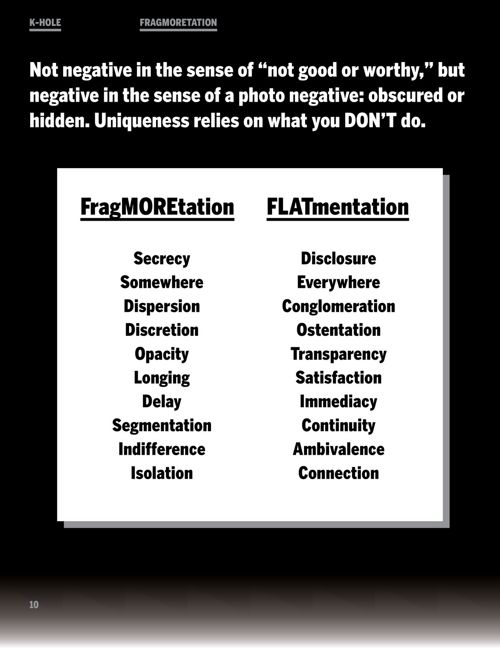 K-HOLE FRAGMORETATION
Not negative in the sense of “not good or worthy,” but
negative in the sense of a photo negative: obscured or
hidden. Uniqueness relies on what you DON’T do.
FragMOREtation FLATmentation
Secrecy Disclosure
Somewhere Everywhere
Dispersion Conglomeration
Discretion Ostentation
Opacity Transparency
Longing Satisfaction
Delay Immediacy
Segmentation Continuity
Indifference Ambivalence
Isolation Connection
10